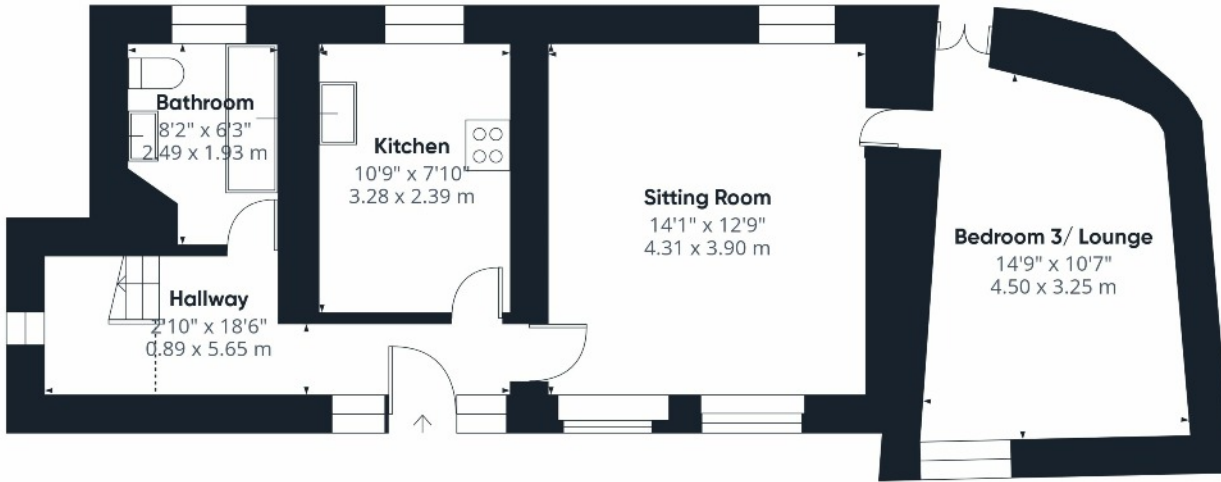 Bathroom
8'2" x 6'3"
2.49 x 1.93 m
Kitchen
10'9" x 7'10"
3.28 x 2.39 m
Sitting Room
14'1" x 12'9"
4.31 x 3.90 m
Bedroom 3/ Lounge
14'9" x 10'7"
4.50 x 3.25 m
Hallway
2'10" x 18'6"
0.89 x 5.65 m